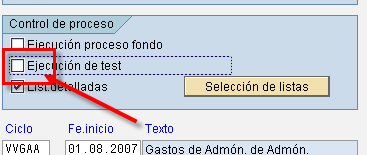 Control de proceso
Ejecución proceso fondo
Ejecución de test
List.detalladas
Selección de listas
Ciclo Fe.inicio Texto
VVGAA 01.08.2007 Gastos de Admón. de Admón.